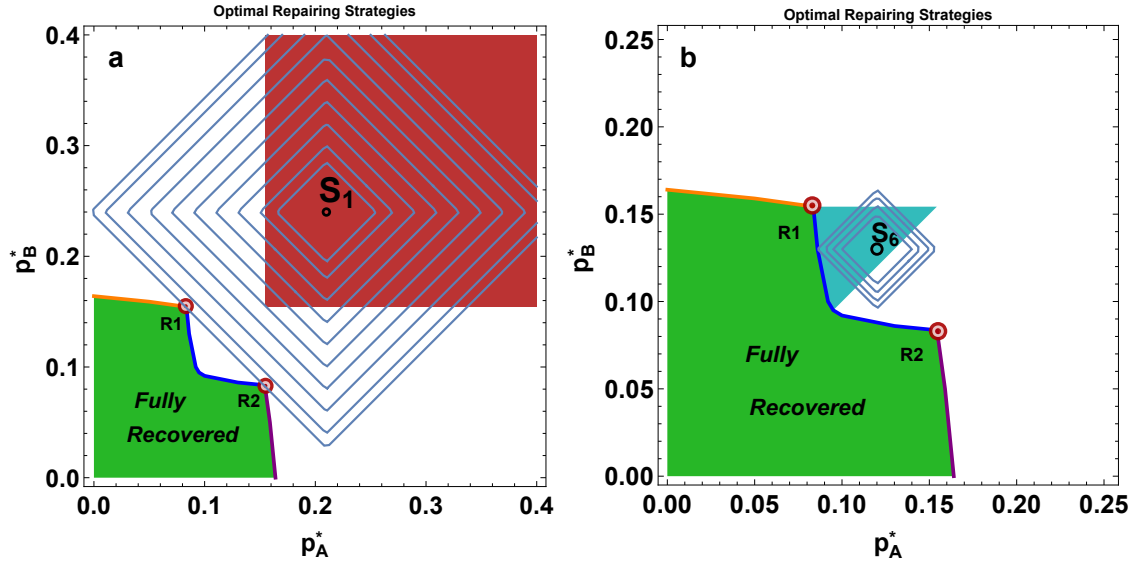 Optimal Repairing Strategies
a
0.4
0.3
0.2
0.1
0.0
p*B
S1
R1
R2
Fully
Recovered
0.0 0.1 0.2 0.3 0.4
p*A
Optimal Repairing Strategies
b
0.25
0.20
0.15
0.10
0.05
0.00
p*B
S6
R1
R2
Fully
Recovered
0.00 0.05 0.10 0.15 0.20 0.25
p*A